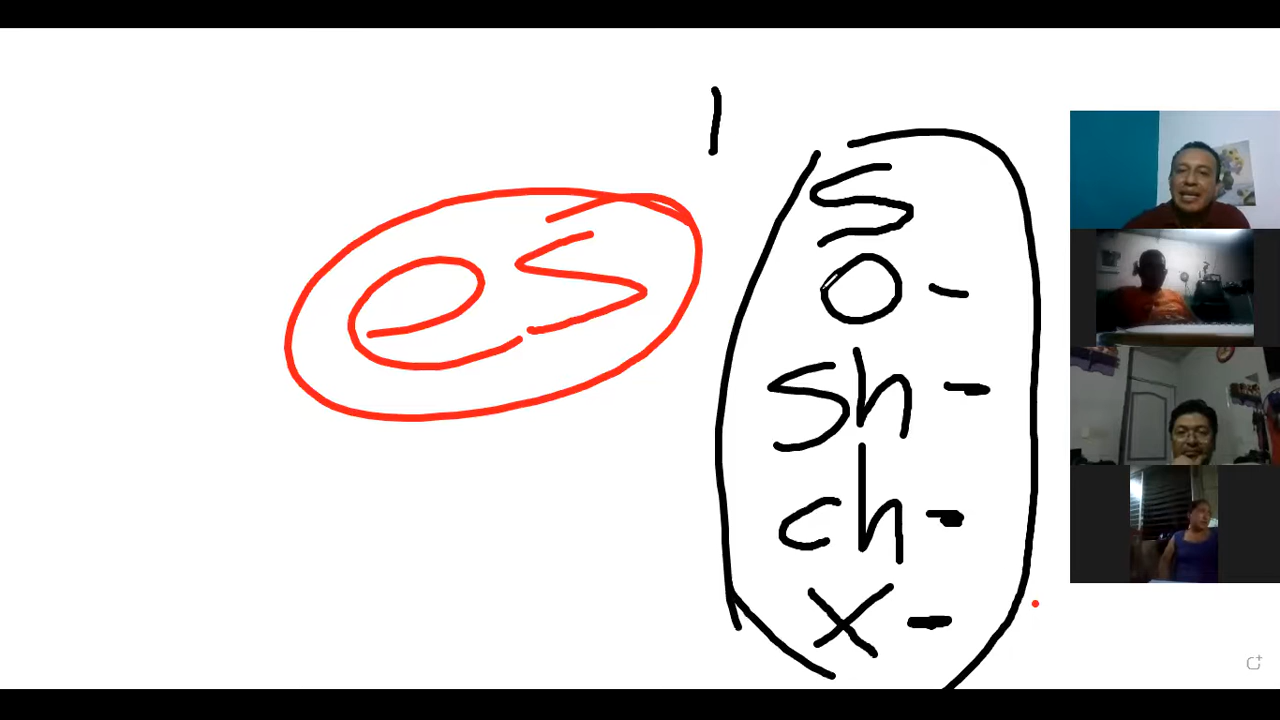 es
s
o -
sh -
ch -
x -